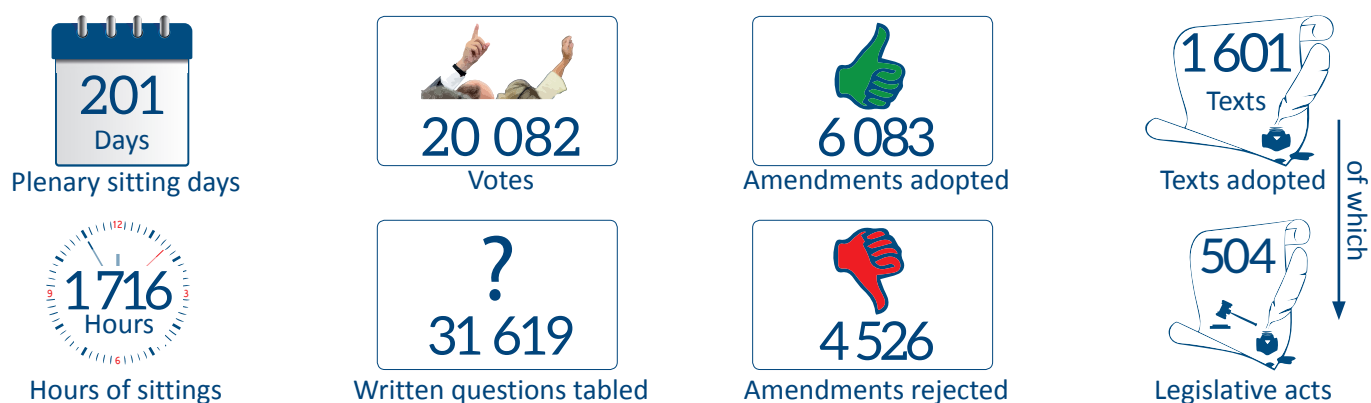 201
Days
Plenary sitting days
20 082
Votes
6 083
Amendments adopted
1 601
Texts
Texts adopted
of which
12
3
6
9
1 716
Hours
Hours of sittings
?
31 619
Written questions tabled
4 526
Amendments rejected
504
Legislative acts